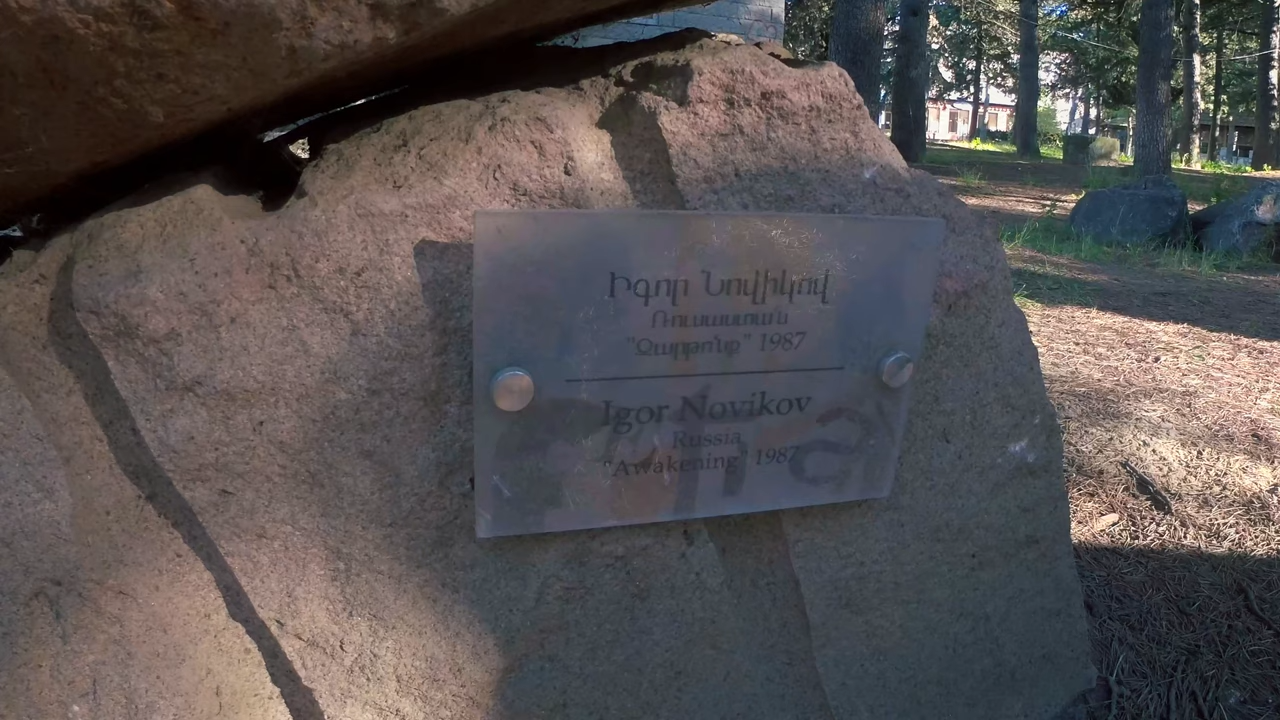 Իգոր Նովիկով
Ռուսաստան
"Զարթոնք" 1987
Igor Novikov
Russia
"Awakening" 1987